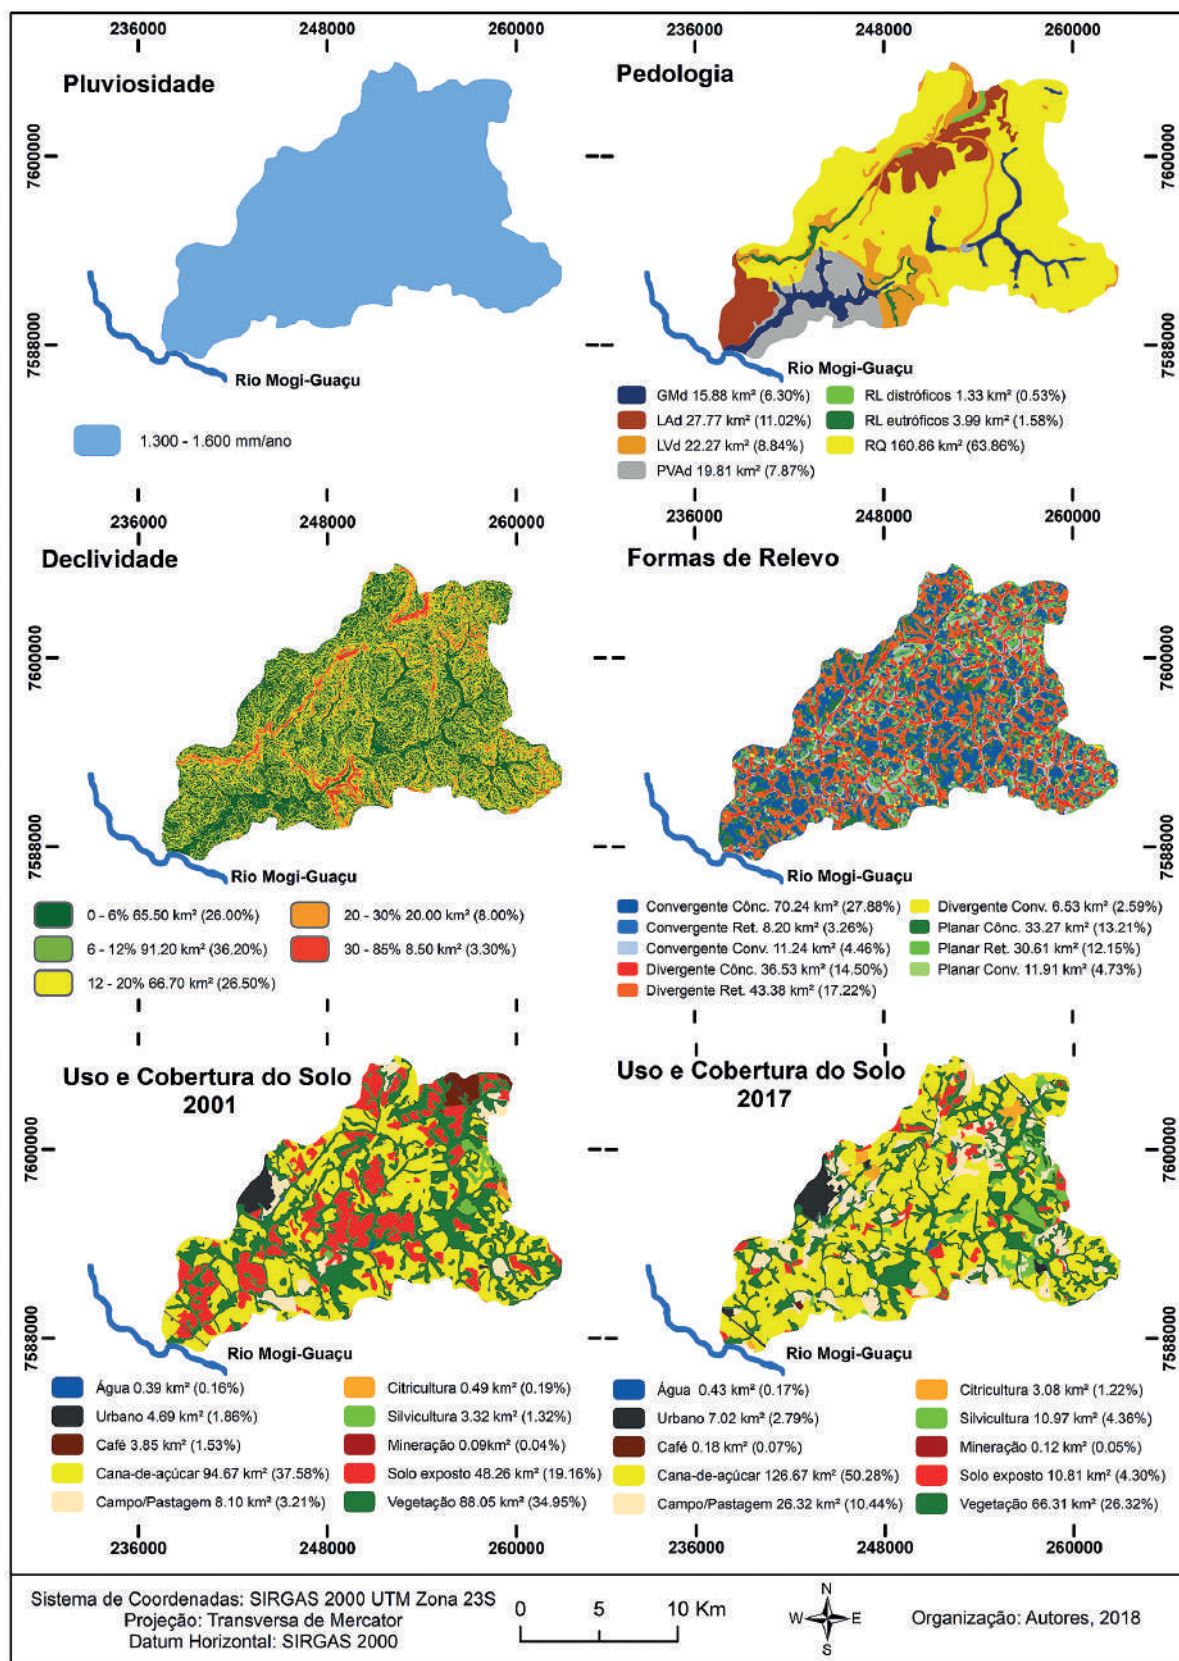 236000 248000 260000
236000 248000 260000
Pluviosidade
Pedologia
7600000
7600000
7588000
7588000
Rio Mogi-Guaçu
Rio Mogi-Guaçu
1.300 - 1.600 mm/ano
GMd 15.88 km² (6.30%)
LAd 27.77 km² (11.02%)
LVd 22.27 km² (8.84%)
PVAd 19.81 km² (7.87%)
RL distróficos 1.33 km² (0.53%)
RL eutróficos 3.99 km² (1.58%)
RQ 160.86 km² (63.86%)
236000 248000 260000
236000 248000 260000
Declividade
Formas de Relevo
7600000
7600000
7588000
7588000
Rio Mogi-Guaçu
Rio Mogi-Guaçu
0 - 6% 65.50 km² (26.00%)
6 - 12% 91.20 km² (36.20%)
12 - 20% 66.70 km² (26.50%)
20 - 30% 20.00 km² (8.00%)
30 - 85% 8.50 km² (3.30%)
Convergente Cônc. 70.24 km² (27.88%)
Convergente Ret. 8.20 km² (3.26%)
Convergente Conv. 11.24 km² (4.46%)
Divergente Cônc. 36.53 km² (14.50%)
Divergente Ret. 43.38 km² (17.22%)
Divergente Conv. 6.53 km² (2.59%)
Planar Cônc. 33.27 km² (13.21%)
Planar Ret. 30.61 km² (12.15%)
Planar Conv. 11.91 km² (4.73%)
Uso e Cobertura do Solo
2001
Uso e Cobertura do Solo
2017
7600000
7600000
7588000
7588000
Rio Mogi-Guaçu
Rio Mogi-Guaçu
Água 0.39 km² (0.16%)
Urbano 4.69 km² (1.86%)
Café 3.85 km² (1.53%)
Cana-de-açúcar 94.67 km² (37.58%)
Campo/Pastagem 8.10 km² (3.21%)
Citricultura 0.49 km² (0.19%)
Silvicultura 3.32 km² (1.32%)
Mineração 0.09km² (0.04%)
Solo exposto 48.26 km² (19.16%)
Vegetação 88.05 km² (34.95%)
Água 0.43 km² (0.17%)
Urbano 7.02 km² (2.79%)
Café 0.18 km² (0.07%)
Cana-de-açúcar 126.67 km² (50.28%)
Campo/Pastagem 26.32 km² (10.44%)
Citricultura 3.08 km² (1.22%)
Silvicultura 10.97 km² (4.36%)
Mineração 0.12 km² (0.05%)
Solo exposto 10.81 km² (4.30%)
Vegetação 66.31 km² (26.32%)
236000 248000 260000
236000 248000 260000
Sistema de Coordenadas: SIRGAS 2000 UTM Zona 23S
Projeção: Transversa de Mercator
Datum Horizontal: SIRGAS 2000
0 5 10 Km
N
W E
S
Organização: Autores, 2018